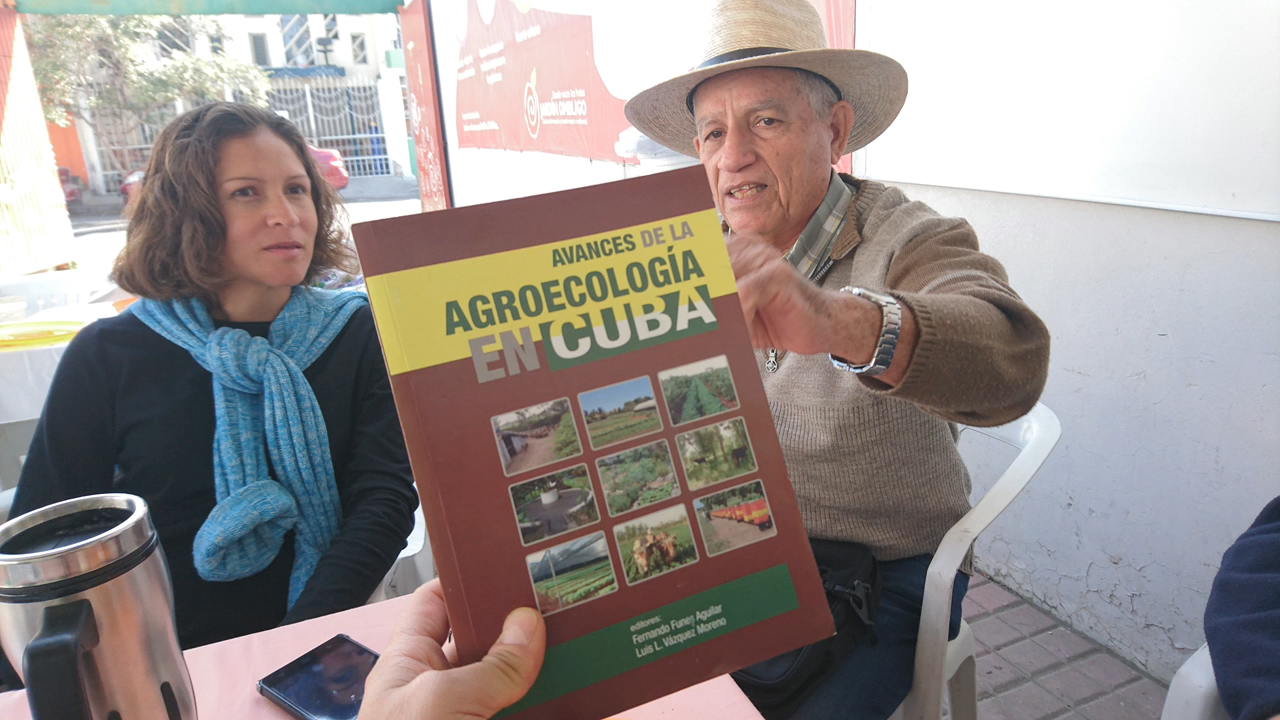 AVANCES DE LA
AGROECOLOGÍA
EN CUBA
editores:
Fernando Funes Aguilar
Luis L. Vázquez Moreno